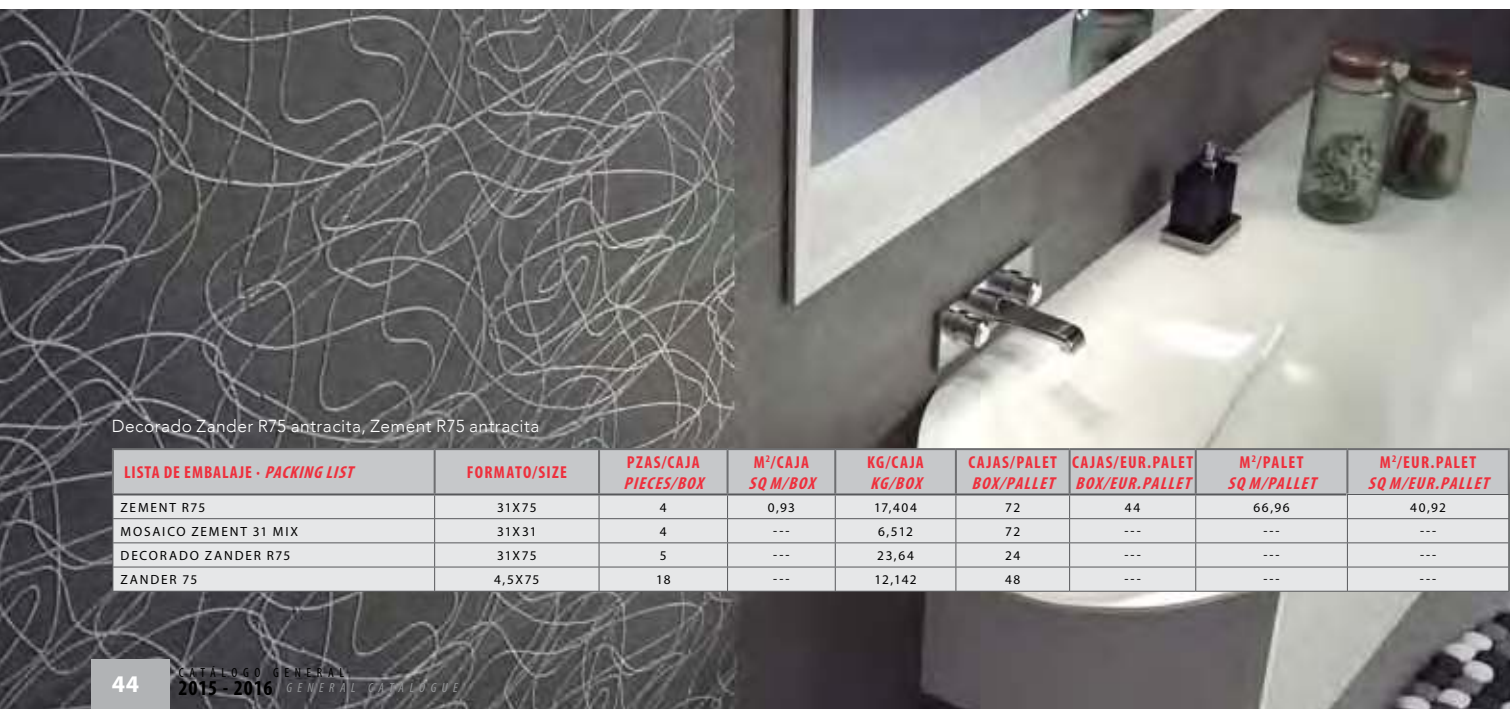 Decorado Zander R75 antracita, Zement R75 antracita
LISTA DE EMBALAJE · PACKING LIST FORMATO/SIZE PZAS/CAJA PIECES/BOX M²/CAJA SQ M/BOX KG/CAJA KG/BOX CAJAS/PALET BOX/PALLET CAJAS/EUR.PALET BOX/EUR.PALLET M²/PALET SQ M/PALLET M²/EUR.PALET SQ M/EUR.PALLET
ZEMENT R75 31X75 4 0,93 17,404 72 44 66,96 40,92
MOSAICO ZEMENT 31 MIX 31X31 4 --- 6,512 72 --- --- ---
DECORADO ZANDER R75 31X75 5 --- 23,64 24 --- --- ---
ZANDER 75 4,5X75 18 --- 12,142 48 --- --- ---
CATÁLOGO GENERAL
44 2015 - 2016 GENERAL CATALOGUE